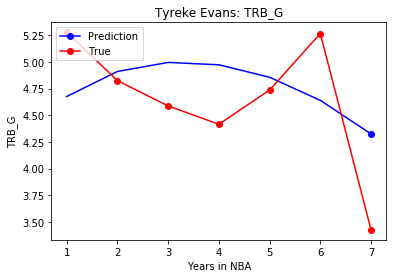 Tyreke Evans: TRB_G
Prediction
True
5.25
5.00
4.75
4.50
4.25
4.00
3.75
3.50
TRB_G
1 2 3 4 5 6 7
Years in NBA